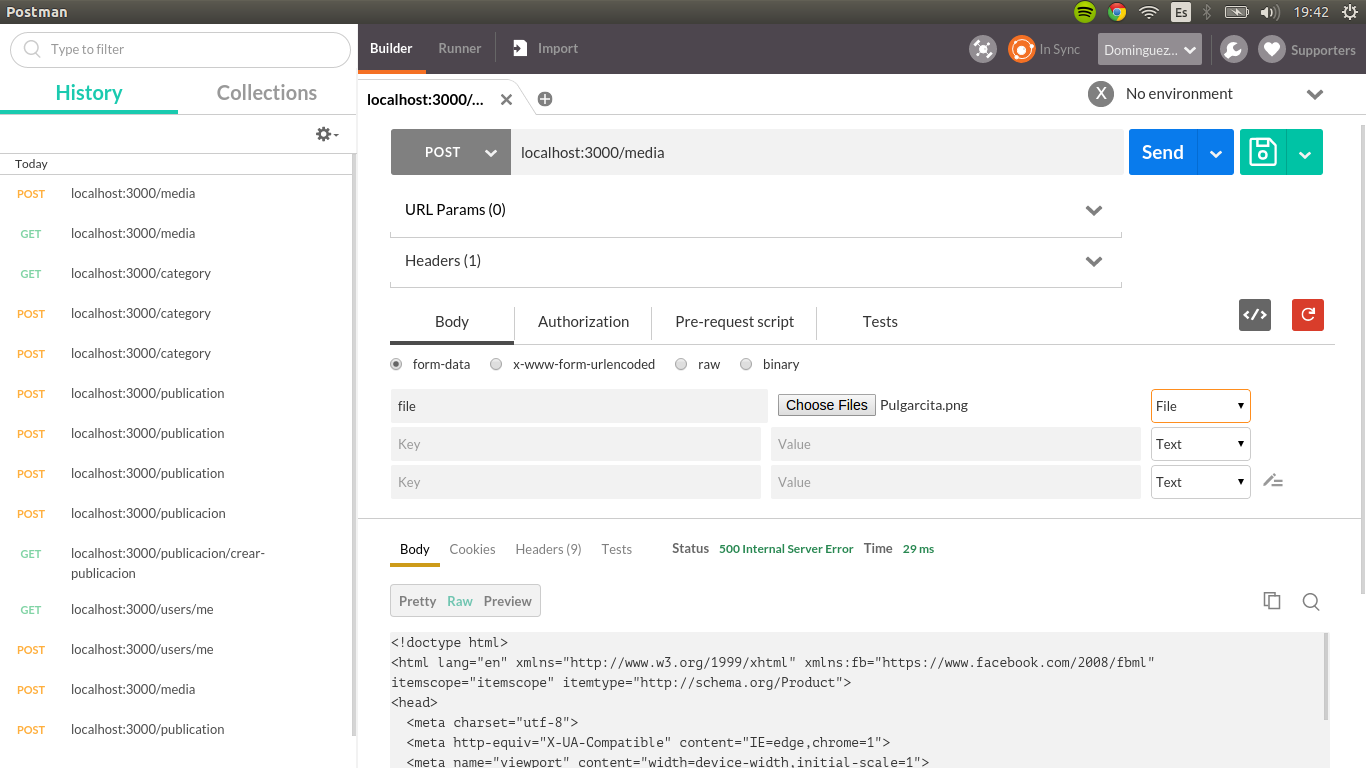 Postman
Es
19:42
Type to filter
History
Collections
Today
POST localhost:3000/media
GET localhost:3000/media
GET localhost:3000/category
POST localhost:3000/category
POST localhost:3000/category
POST localhost:3000/publication
POST localhost:3000/publication
POST localhost:3000/publication
POST localhost:3000/publicacion
GET localhost:3000/publicacion/crear-
publicacion
GET localhost:3000/users/me
POST localhost:3000/users/me
POST localhost:3000/media
POST localhost:3000/publication
Builder
Runner
Import
In Sync
Dominguez...
Supporters
localhost:3000/...
X
No environment
POST
localhost:3000/media
Send
URL Params (0)
Headers (1)
Body
Authorization
Pre-request script
Tests
form-data
x-www-form-urlencoded
raw
binary
file
Choose Files
Pulgarcita.png
File
Key
Value
Text
Key
Value
Text
Body
Cookies
Headers (9)
Tests
Status 500 Internal Server Error
Time 29 ms
Pretty
Raw
Preview
<!doctype html>
<html lang="en" xmlns="http://www.w3.org/1999/xhtml" xmlns:fb="https://www.facebook.com/2008/fbml"
itemscope="itemscope" itemtype="http://schema.org/Product">
<head>
<meta charset="utf-8">
<meta http-equiv="X-UA-Compatible" content="IE=edge,chrome=1">
<meta name="viewport" content="width=device-width,initial-scale=1">